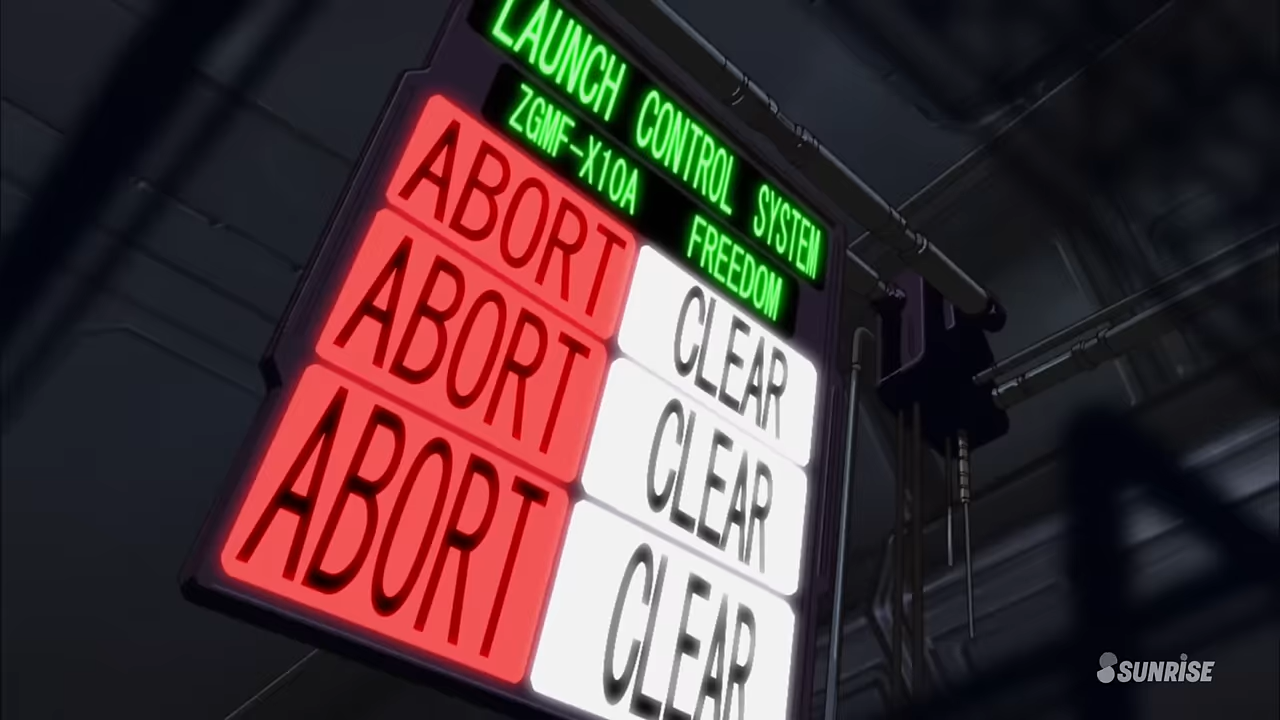 LAUNCH CONTROL SYSTEM
ZGMF-X10A FREEDOM
ABORT CLEAR
ABORT CLEAR
ABORT CLEAR
SUNRISE